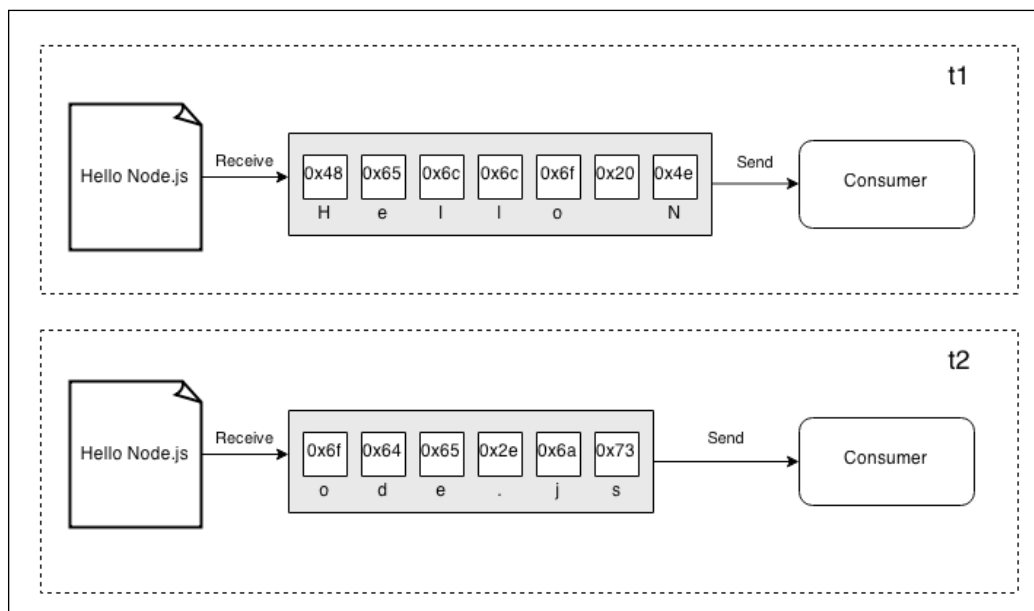 t1
Hello Node.js
Receive
0x48 0x65 0x6c 0x6c 0x6f 0x20 0x4e
H e l l o N
Send
Consumer
t2
Hello Node.js
Receive
0x6f 0x64 0x65 0x2e 0x6a 0x73
o d e . j s
Send
Consumer